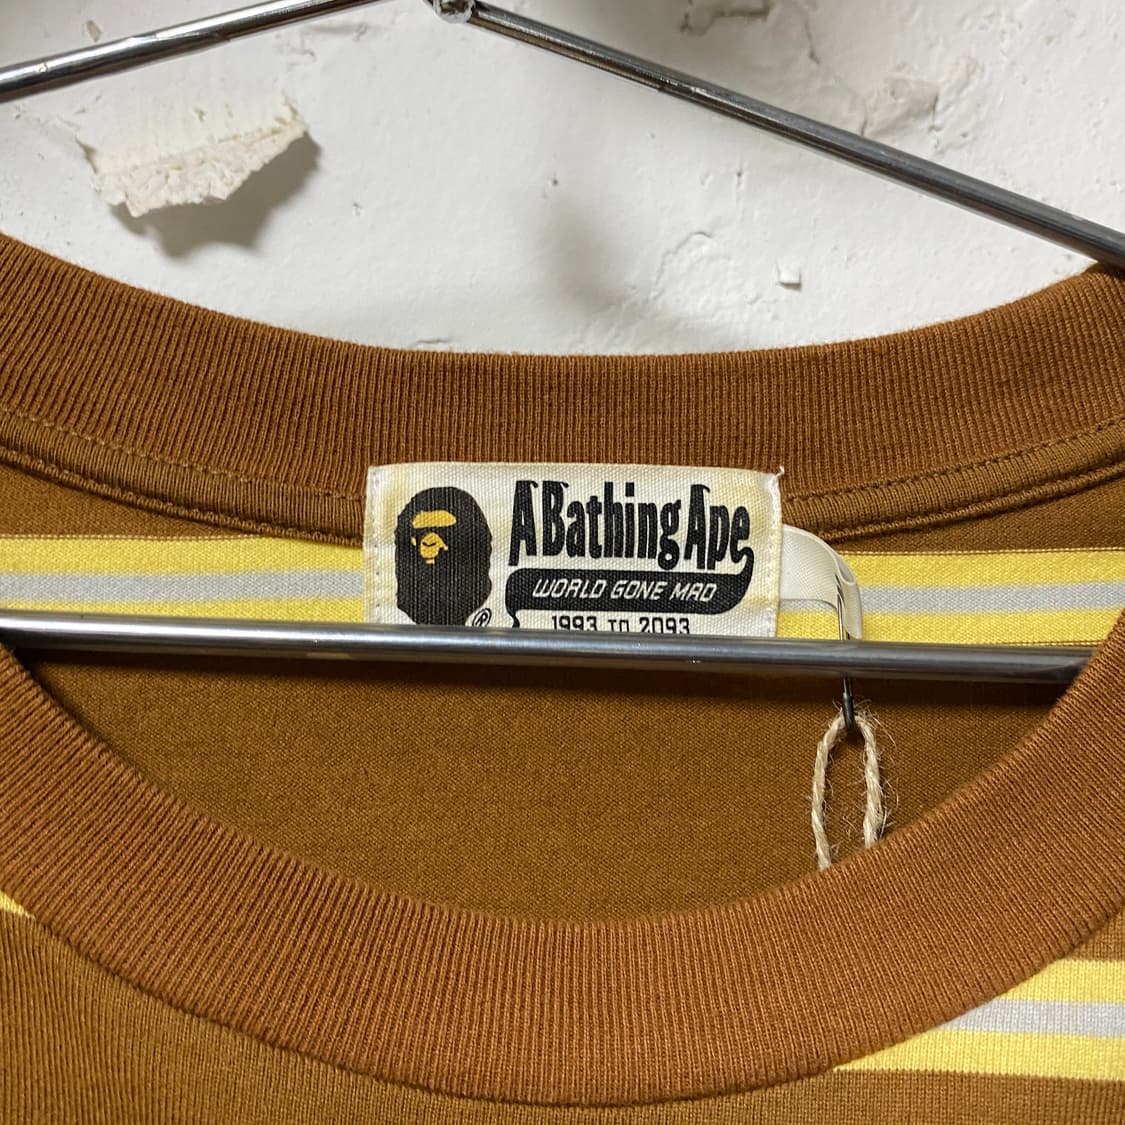 A Bathing Ape
WORLD GONE MAD
1993 TO 2093
®